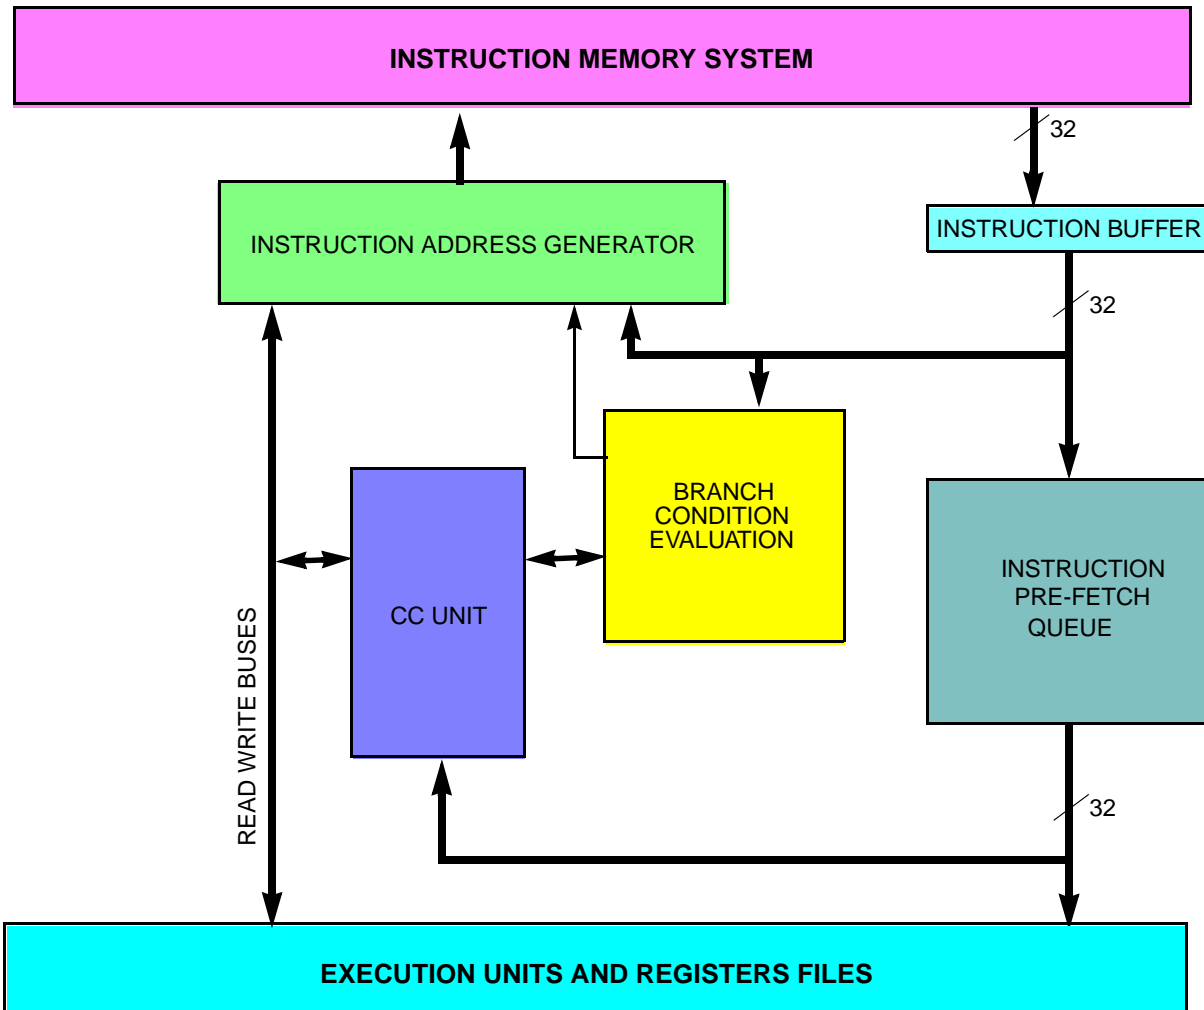 INSTRUCTION MEMORY SYSTEM
32
INSTRUCTION BUFFER
INSTRUCTION ADDRESS GENERATOR
32
BRANCH
CONDITION
EVALUATION
INSTRUCTION
PRE-FETCH
QUEUE
CC UNIT
READ WRITE BUSES
32
EXECUTION UNITS AND REGISTERS FILES